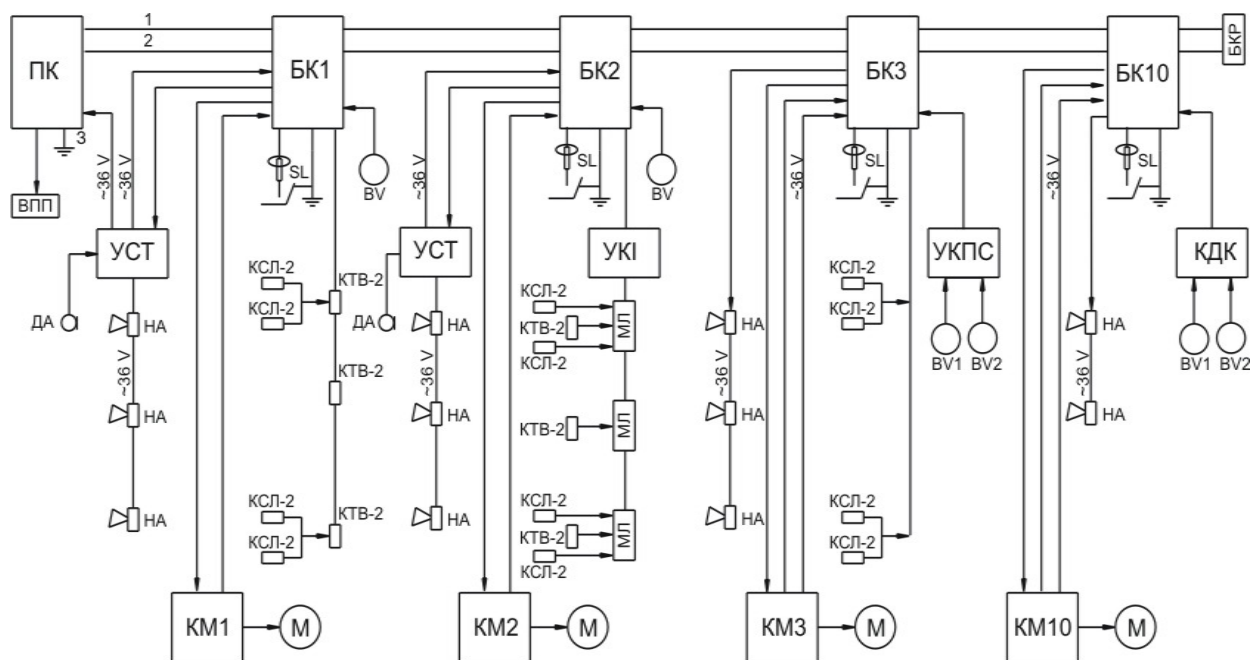 1
2
3
ПК
БК1
БК2
БК3
БК10
БКР
~36 V
~36 V
~36 V
~36 V
~36 V
SL
BV
SL
BV
SL
SL
ВПП
УСТ
УСТ
УКІ
УКПС
КДК
ДА
ДА
BV1
BV2
BV1
BV2
КСЛ-2
КСЛ-2
КТВ-2
КТВ-2
КСЛ-2
КСЛ-2
КТВ-2
КСЛ-2
КТВ-2
КСЛ-2
МЛ
КТВ-2
МЛ
КСЛ-2
КТВ-2
КСЛ-2
МЛ
КСЛ-2
КСЛ-2
КСЛ-2
КСЛ-2
НА
~36 V
НА
НА
НА
~36 V
НА
НА
НА
~36 V
НА
НА
НА
~36 V
НА
КМ1
М
КМ2
М
КМ3
М
КМ10
М